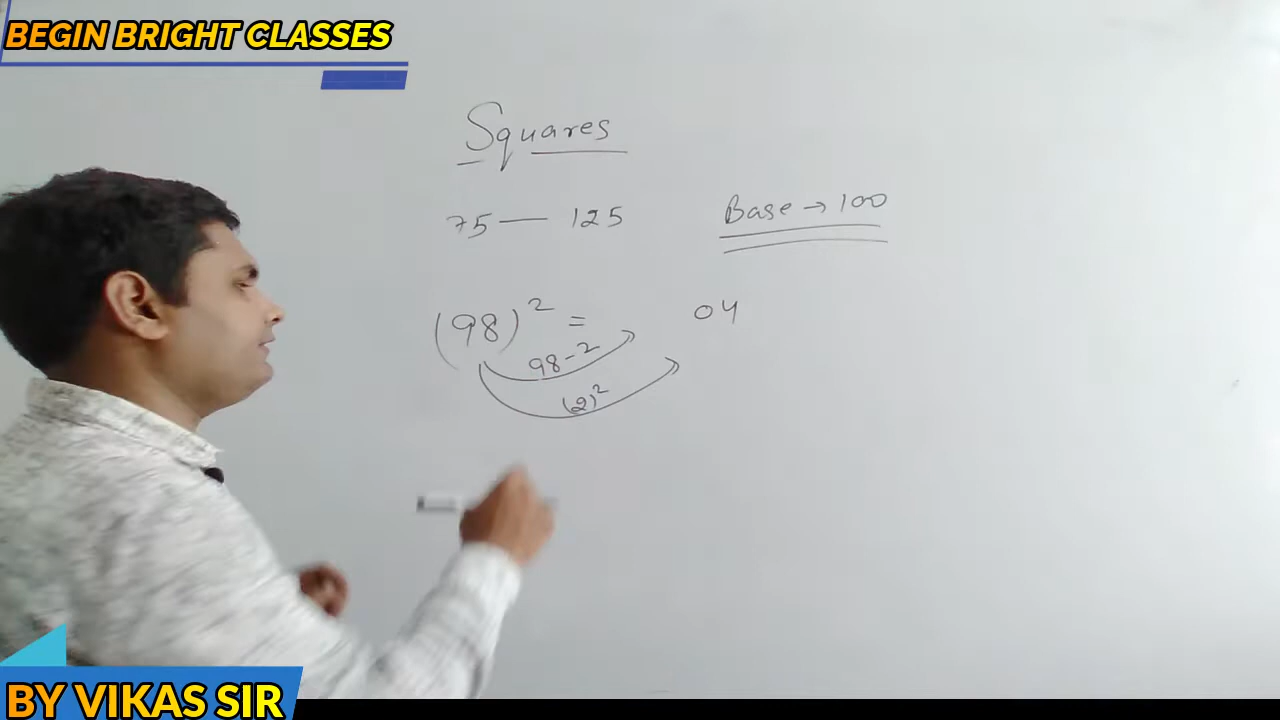 BEGIN BRIGHT CLASSES
Squares
75 — 125
Base → 100
(98)² = 04
98-2
(2)²
BY VIKAS SIR